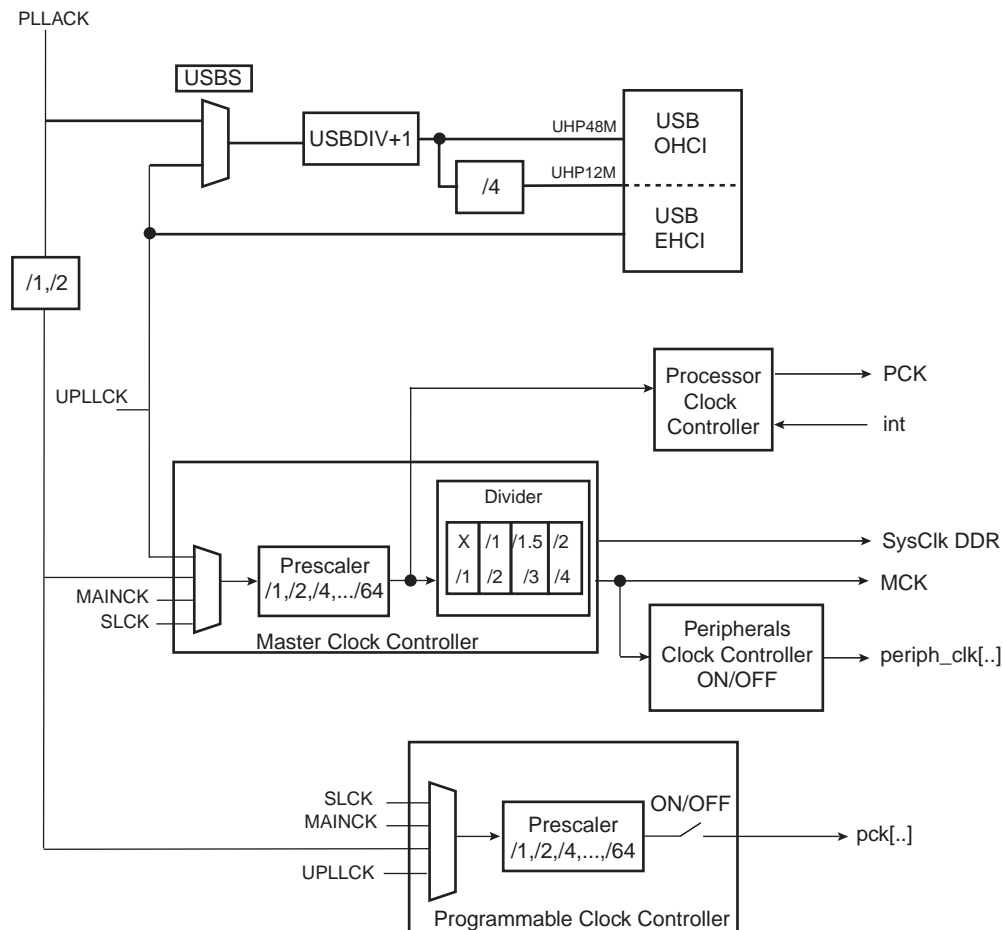 PLLACK
USBS
USBDIV+1
UHP48M
USB
OHCI
/4
UHP12M
USB
EHCI
/1,/2
UPLLCK
Processor
Clock
Controller
PCK
int
Divider
X /1 /1.5 /2
/1 /2 /3 /4
SysClk DDR
Prescaler
/1,/2,/4,.../64
MCK
MAINCK
SLCK
Master Clock Controller
Peripherals
Clock Controller
ON/OFF
periph_clk[..]
SLCK
MAINCK
ON/OFF
Prescaler
/1,/2,/4,...,/64
pck[..]
UPLLCK
Programmable Clock Controller